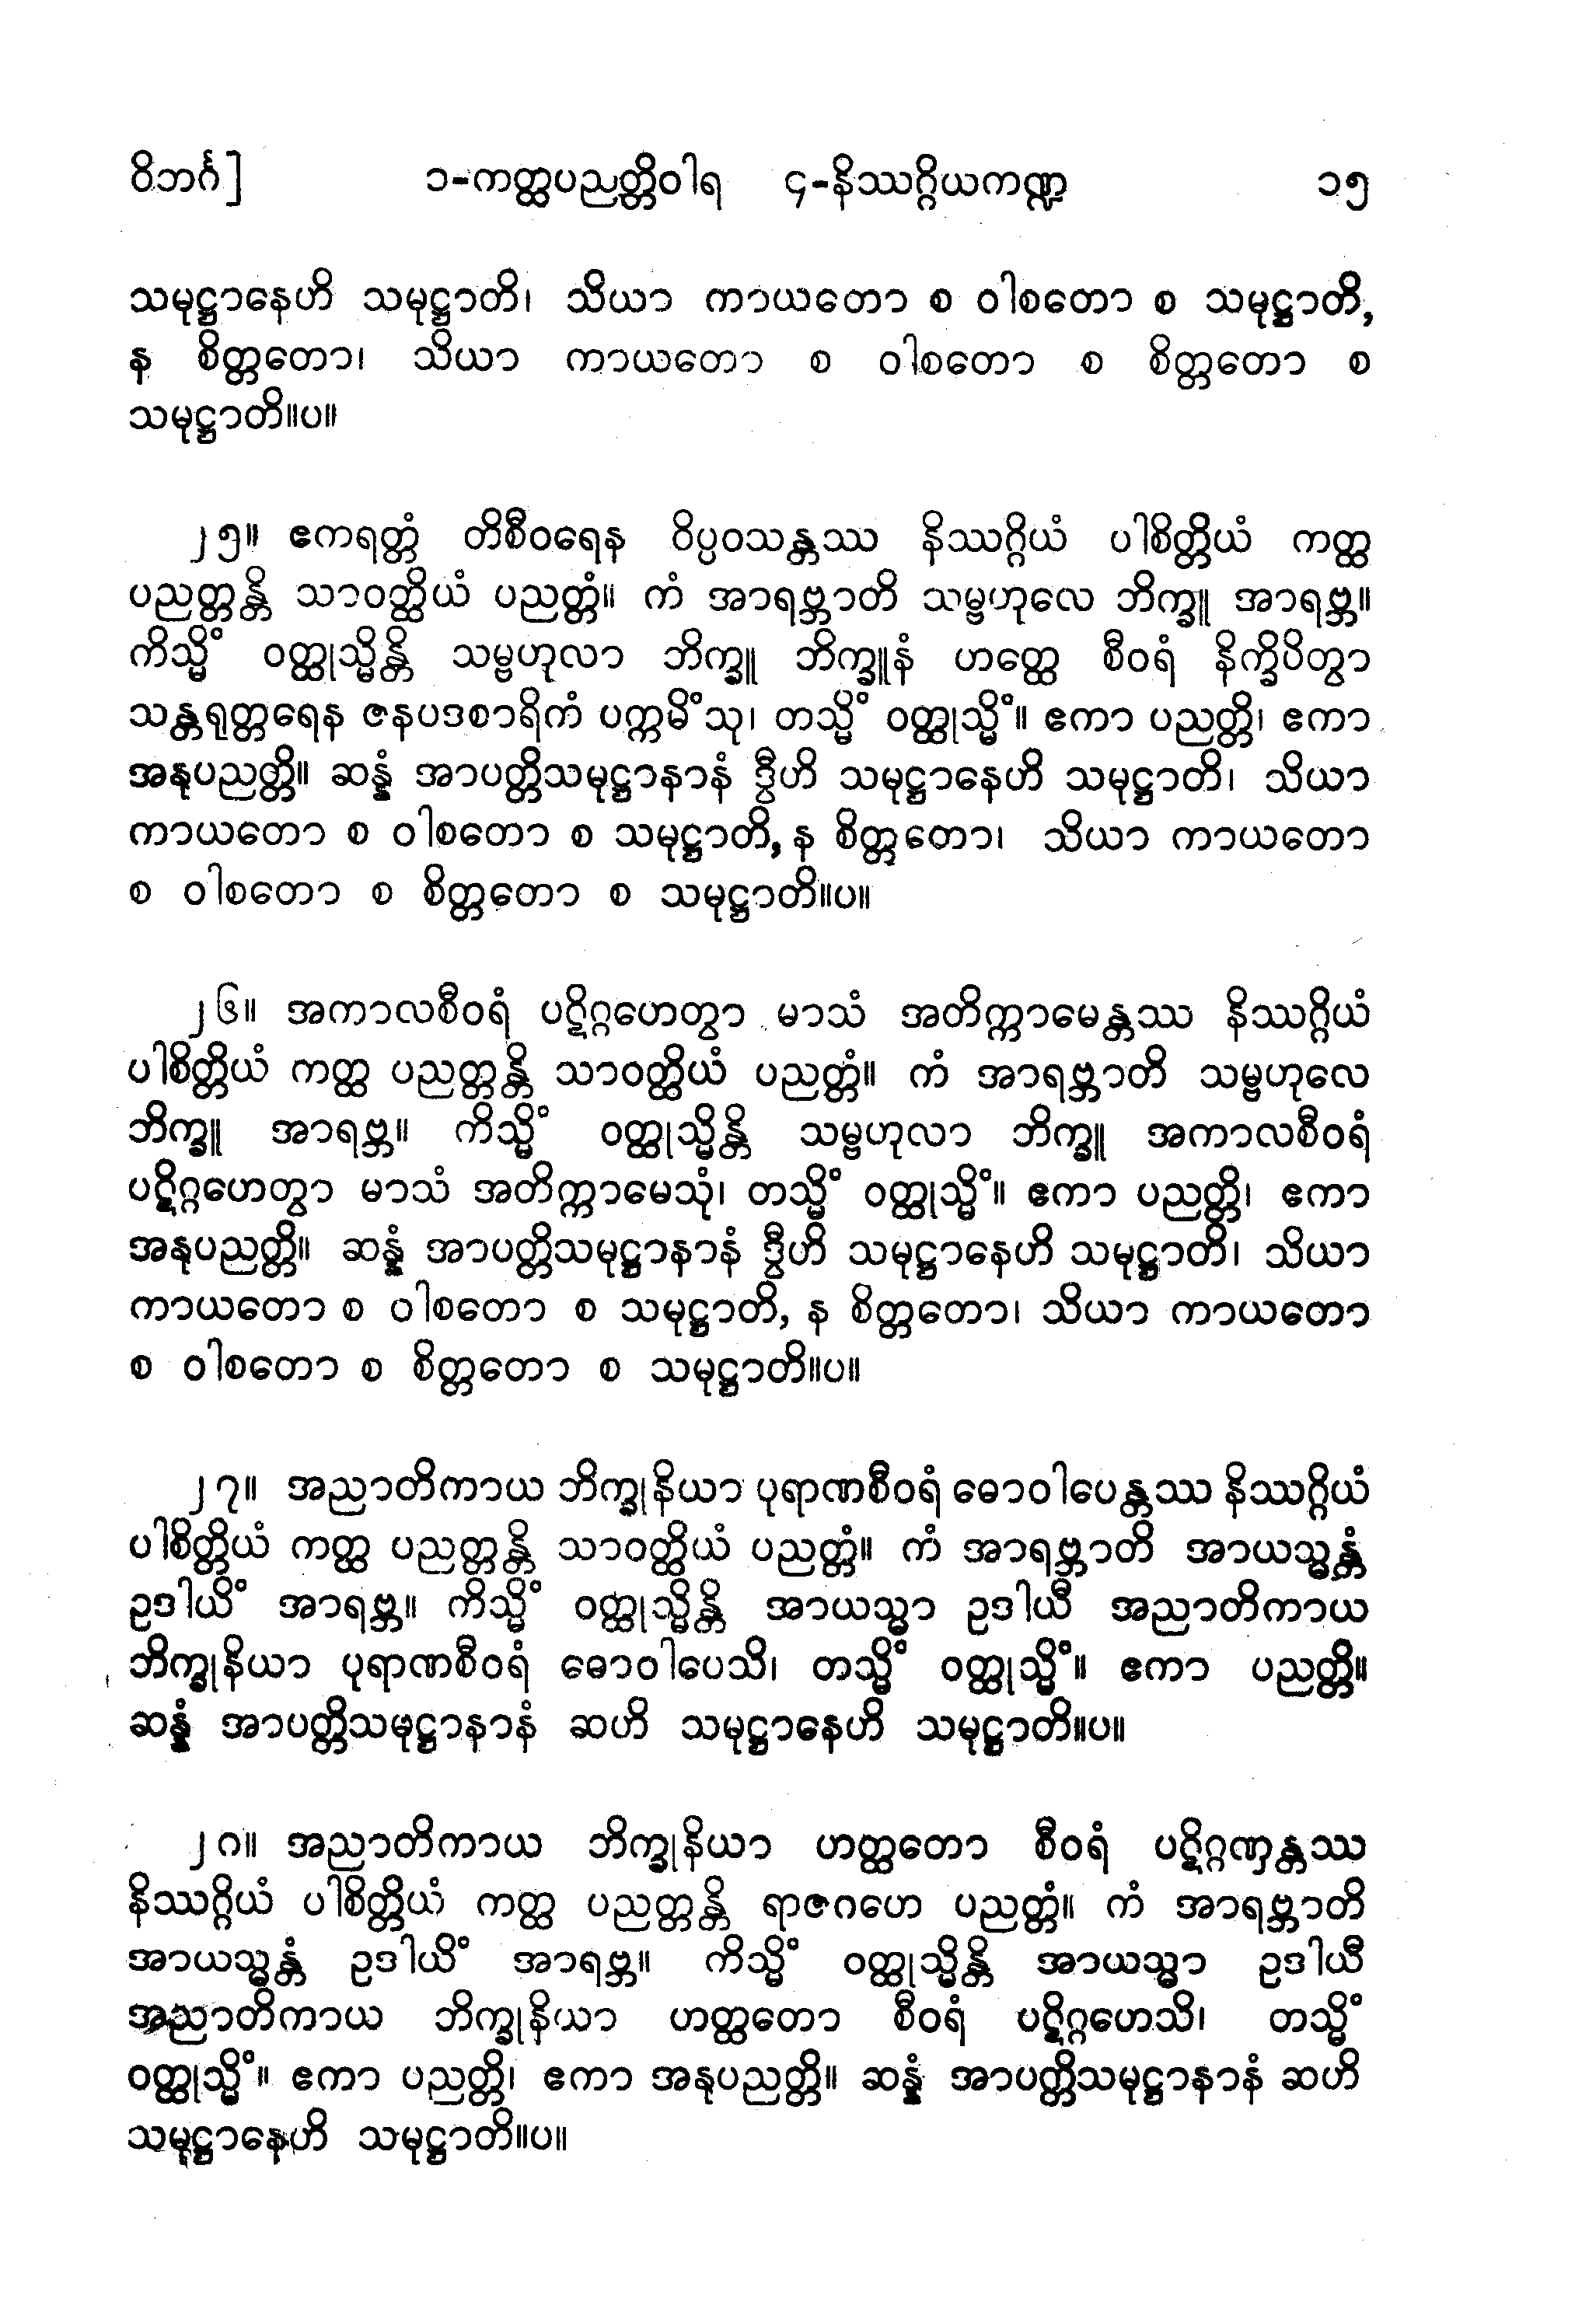 ဝိဘင်္ဂ] ၁-ကတ္ထပညတ္တိဝါရ ၄-နိဿဂ္ဂိယကဏ္ဍ ၁၅
သမုဋ္ဌာနေဟိ သမုဋ္ဌာတိ၊ သိယာ ကာယတော စ ဝါစတော စ သမုဋ္ဌာတိ,
န စိတ္တတော၊ သိယာ ကာယတော စ ဝါစတော စ စိတ္တတော စ
သမုဋ္ဌာတိ။ပ။
၂၅။ ဧကရတ္တံ တိစီဝရေန ဝိပ္ပဝသန္တဿ နိဿဂ္ဂိယံ ပါစိတ္တိယံ ကတ္ထ
ပညတ္တန္တိ သာဝတ္ထိယံ ပညတ္တံ။ ကံ အာရဗ္ဘာတိ သမ္ဗဟုလေ ဘိက္ခူ အာရဗ္ဘ။
ကိသ္မိံ ဝတ္ထုသ္မိန္တိ သမ္ဗဟုလာ ဘိက္ခူ ဘိက္ခူနံ ဟတ္ထေ စီဝရံ နိက္ခိပိတွာ
သန္တရုတ္တရေန ဇနပဒစာရိကံ ပက္ကမိံသု၊ တသ္မိံ ဝတ္ထုသ္မိံ။ ဧကာ ပညတ္တိ၊ ဧကာ
အနုပညတ္တိ။ ဆန္နံ အာပတ္တိသမုဋ္ဌာနာနံ ဒွီဟိ သမုဋ္ဌာနေဟိ သမုဋ္ဌာတိ၊ သိယာ
ကာယတော စ ဝါစတော စ သမုဋ္ဌာတိ, န စိတ္တတော၊ သိယာ ကာယတော
စ ဝါစတော စ စိတ္တတော စ သမုဋ္ဌာတိ။ပ။
၂၆။ အကာလစီဝရံ ပဋိဂ္ဂဟေတွာ မာသံ အတိက္ကာမေန္တဿ နိဿဂ္ဂိယံ
ပါစိတ္တိယံ ကတ္ထ ပညတ္တန္တိ သာဝတ္ထိယံ ပညတ္တံ။ ကံ အာရဗ္ဘာတိ သမ္ဗဟုလေ
ဘိက္ခူ အာရဗ္ဘ။ ကိသ္မိံ ဝတ္ထုသ္မိန္တိ သမ္ဗဟုလာ ဘိက္ခူ အကာလစီဝရံ
ပဋိဂ္ဂဟေတွာ မာသံ အတိက္ကာမေသုံ၊ တသ္မိံ ဝတ္ထုသ္မိံ။ ဧကာ ပညတ္တိ၊ ဧကာ
အနုပညတ္တိ။ ဆန္နံ အာပတ္တိသမုဋ္ဌာနာနံ ဒွီဟိ သမုဋ္ဌာနေဟိ သမုဋ္ဌာတိ၊ သိယာ
ကာယတော စ ဝါစတော စ သမုဋ္ဌာတိ, န စိတ္တတော၊ သိယာ ကာယတော
စ ဝါစတော စ စိတ္တတော စ သမုဋ္ဌာတိ။ပ။
၂၇။ အညာတိကာယ ဘိက္ခုနိယာ ပုရာဏစီဝရံ ဓောဝါပေန္တဿ နိဿဂ္ဂိယံ
ပါစိတ္တိယံ ကတ္ထ ပညတ္တန္တိ သာဝတ္ထိယံ ပညတ္တံ။ ကံ အာရဗ္ဘာတိ အာယသ္မန္တံ
ဥဒါယိံ အာရဗ္ဘ။ ကိသ္မိံ ဝတ္ထုသ္မိန္တိ အာယသ္မာ ဥဒါယီ အညာတိကာယ
ဘိက္ခုနိယာ ပုရာဏစီဝရံ ဓောဝါပေသိ၊ တသ္မိံ ဝတ္ထုသ္မိံ။ ဧကာ ပညတ္တိ။
ဆန္နံ အာပတ္တိသမုဋ္ဌာနာနံ ဆဟိ သမုဋ္ဌာနေဟိ သမုဋ္ဌာတိ။ပ။
၂၈။ အညာတိကာယ ဘိက္ခုနိယာ ဟတ္ထတော စီဝရံ ပဋိဂ္ဂဏှန္တဿ
နိဿဂ္ဂိယံ ပါစိတ္တိယံ ကတ္ထ ပညတ္တန္တိ ရာဇဂဟေ ပညတ္တံ။ ကံ အာရဗ္ဘာတိ
အာယသ္မန္တံ ဥဒါယိံ အာရဗ္ဘ။ ကိသ္မိံ ဝတ္ထုသ္မိန္တိ အာယသ္မာ ဥဒါယီ
အညာတိကာယ ဘိက္ခုနိယာ ဟတ္ထတော စီဝရံ ပဋိဂ္ဂဟေသိ၊ တသ္မိံ
ဝတ္ထုသ္မိံ။ ဧကာ ပညတ္တိ၊ ဧကာ အနုပညတ္တိ။ ဆန္နံ အာပတ္တိသမုဋ္ဌာနာနံ ဆဟိ
သမုဋ္ဌာနေဟိ သမုဋ္ဌာတိ။ပ။